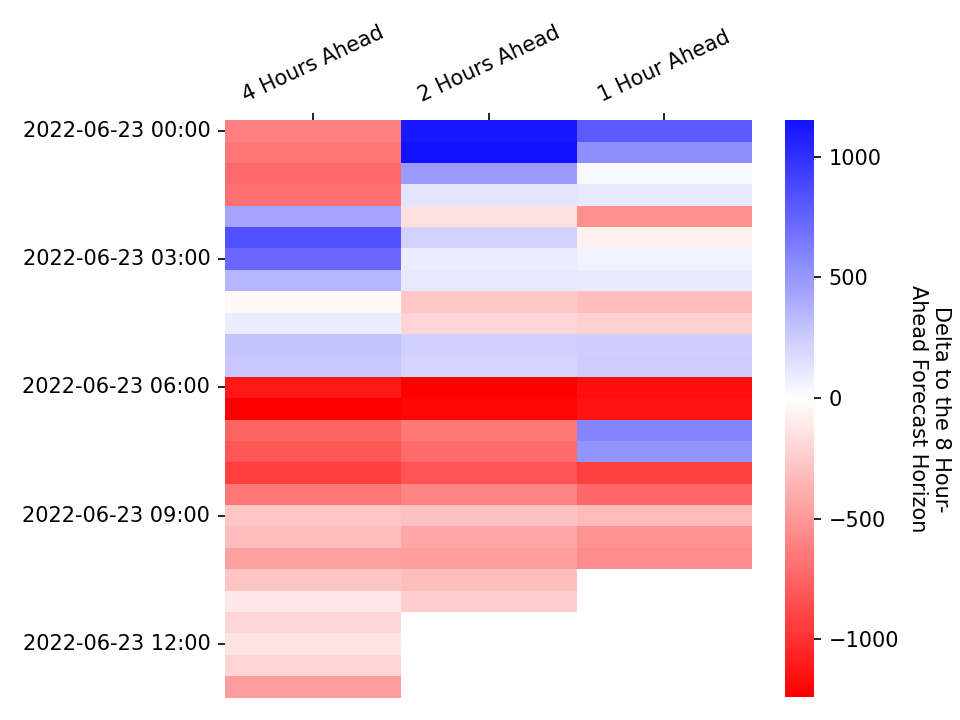 4 Hours Ahead
2 Hours Ahead
1 Hour Ahead
2022-06-23 00:00
2022-06-23 03:00
2022-06-23 06:00
2022-06-23 09:00
2022-06-23 12:00
1000
500
0
−500
−1000
Delta to the 8 Hour-
Ahead Forecast Horizon